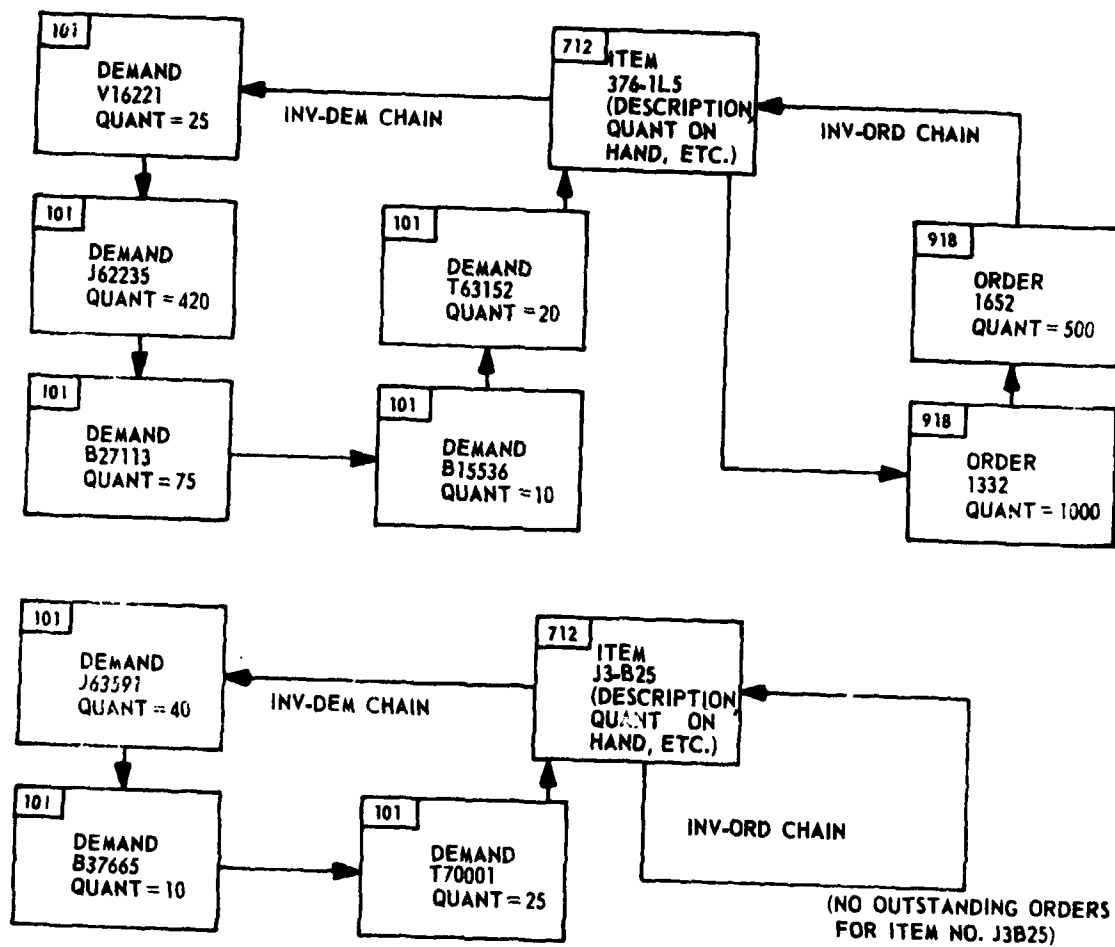 101
DEMAND
V16221
QUANT = 25
INV-DEM CHAIN
712
ITEM
376-1L5
(DESCRIPTION,
QUANT ON
HAND, ETC.)
INV-ORD CHAIN
101
DEMAND
J62235
QUANT = 420
101
DEMAND
T63152
QUANT = 20
918
ORDER
1652
QUANT = 500
101
DEMAND
B27113
QUANT = 75
101
DEMAND
B15536
QUANT = 10
918
ORDER
1332
QUANT = 1000
101
DEMAND
J63591
QUANT = 40
INV-DEM CHAIN
712
ITEM
J3-B25
(DESCRIPTION,
QUANT ON
HAND, ETC.)
101
DEMAND
B37665
QUANT = 10
101
DEMAND
T70001
QUANT = 25
INV-ORD CHAIN
(NO OUTSTANDING ORDERS
FOR ITEM NO. J3B25)